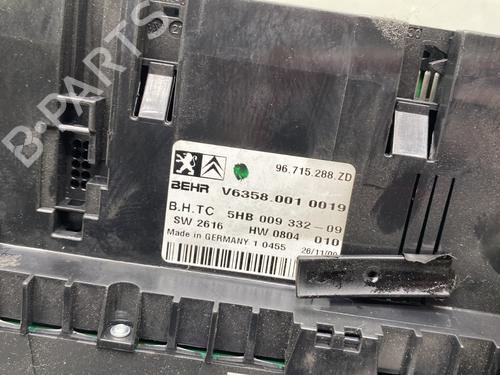 96.715.288.ZD
BEHR V6358.001 0019
B.H.TC 5HB 009 332-09
SW 2616 HW 0804 010
Made in GERMANY 1 0455 26/11/09
B-PARTS